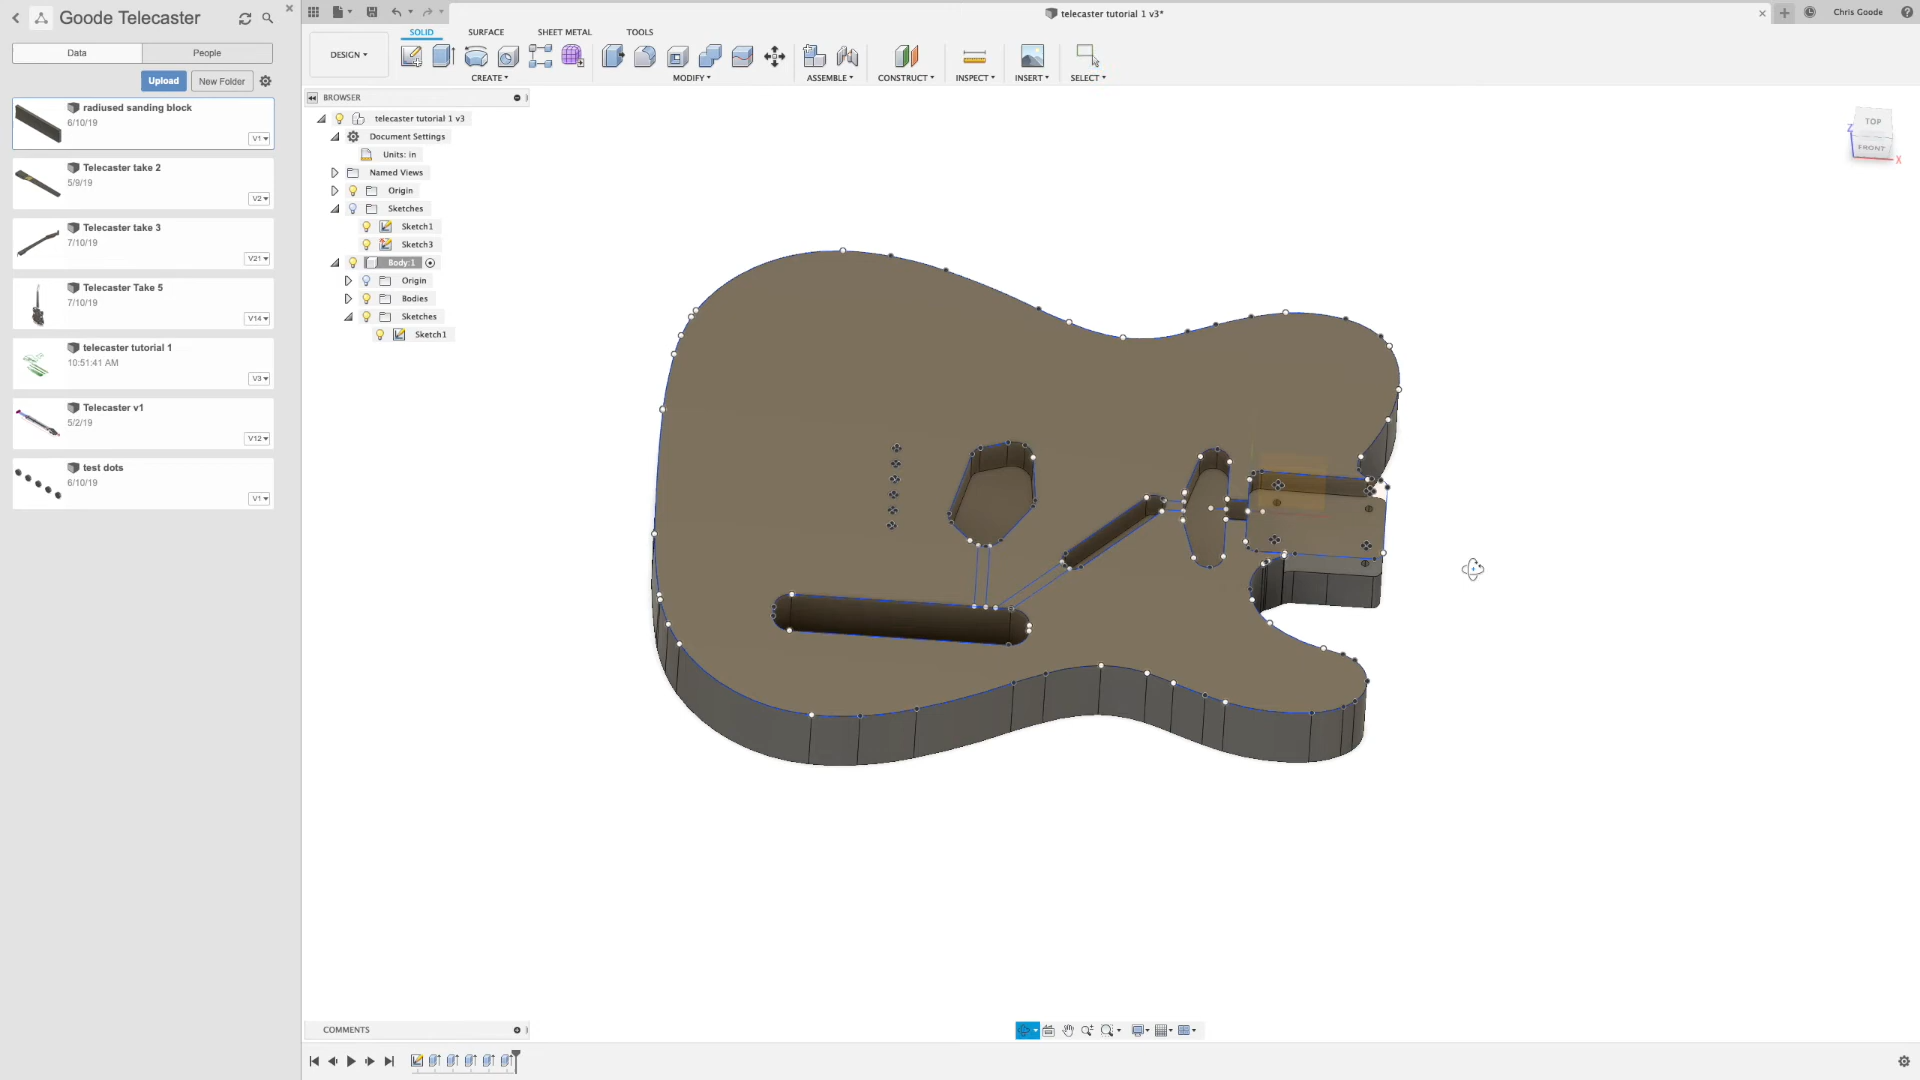 Goode Telecaster
Data
People
Upload
New Folder
radiused sanding block
6/10/19
V1
Telecaster take 2
5/9/19
V2
Telecaster take 3
7/10/19
V21
Telecaster Take 5
7/10/19
V14
telecaster tutorial 1
10:51:41 AM
V3
Telecaster v1
5/2/19
V12
test dots
6/10/19
V1
telecaster tutorial 1 v3*
Chris Goode
DESIGN
SOLID
SURFACE
SHEET METAL
TOOLS
CREATE
MODIFY
ASSEMBLE
CONSTRUCT
INSPECT
INSERT
SELECT
BROWSER
telecaster tutorial 1 v3
Document Settings
Units: in
Named Views
Origin
Sketches
Sketch1
Sketch3
Body:1
Origin
Bodies
Sketches
Sketch1
TOP
FRONT
Z
X
COMMENTS